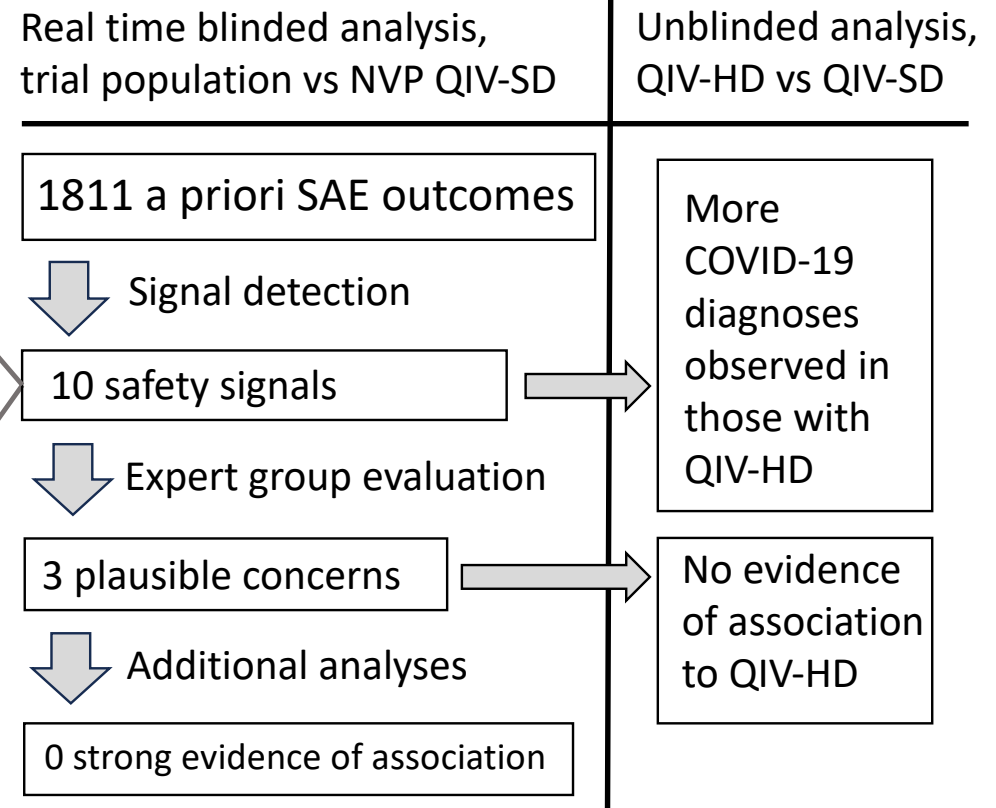 Real time blinded analysis,
trial population vs NVP QIV-SD
Unblinded analysis,
QIV-HD vs QIV-SD
1811 a priori SAE outcomes
Signal detection
10 safety signals
Expert group evaluation
3 plausible concerns
Additional analyses
0 strong evidence of association
More
COVID-19
diagnoses
observed in
those with
QIV-HD
No evidence
of association
to QIV-HD